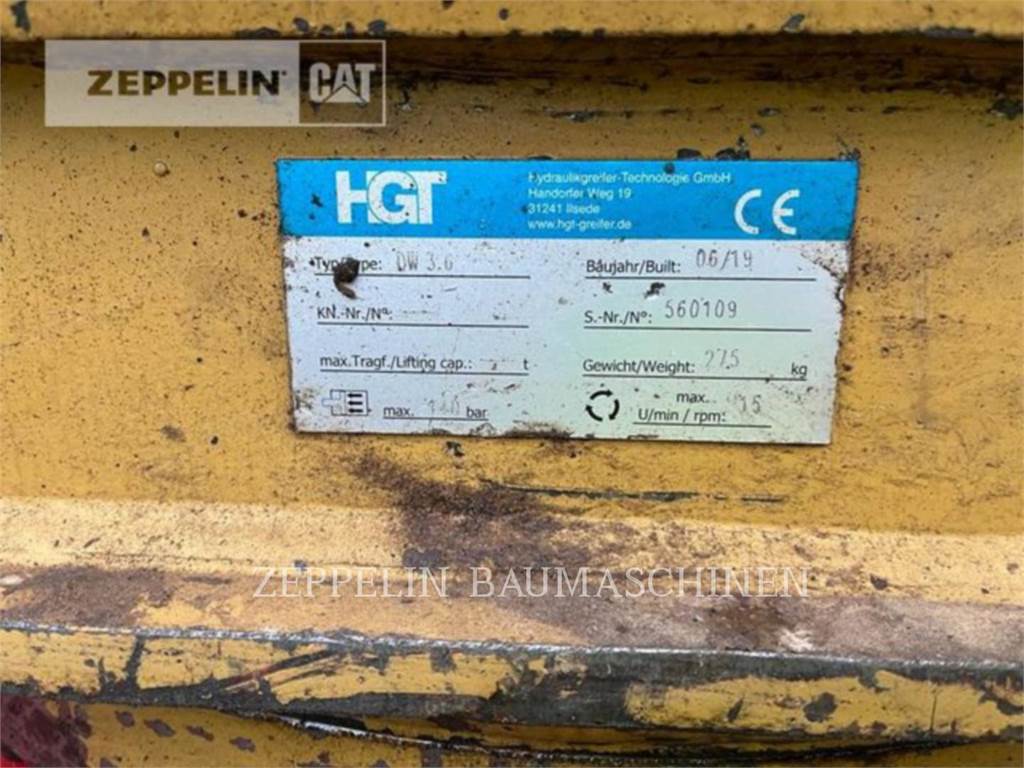 ZEPPELIN CAT
HGT
Hydraulikgreifer-Technologie GmbH
Handorfer Weg 19
31241 Ilsede
www.hgt-greifer.de
CE
Typ/Type: DW 3.6
Baujahr/Built: 06/19
KN.-Nr./Nº:
S.-Nr./Nº: 560109
max.Tragf./Lifting cap.: t
Gewicht/Weight: 275 kg
max. bar
max.
U/min / rpm: 15
ZEPPELIN BAUMASCHINEN